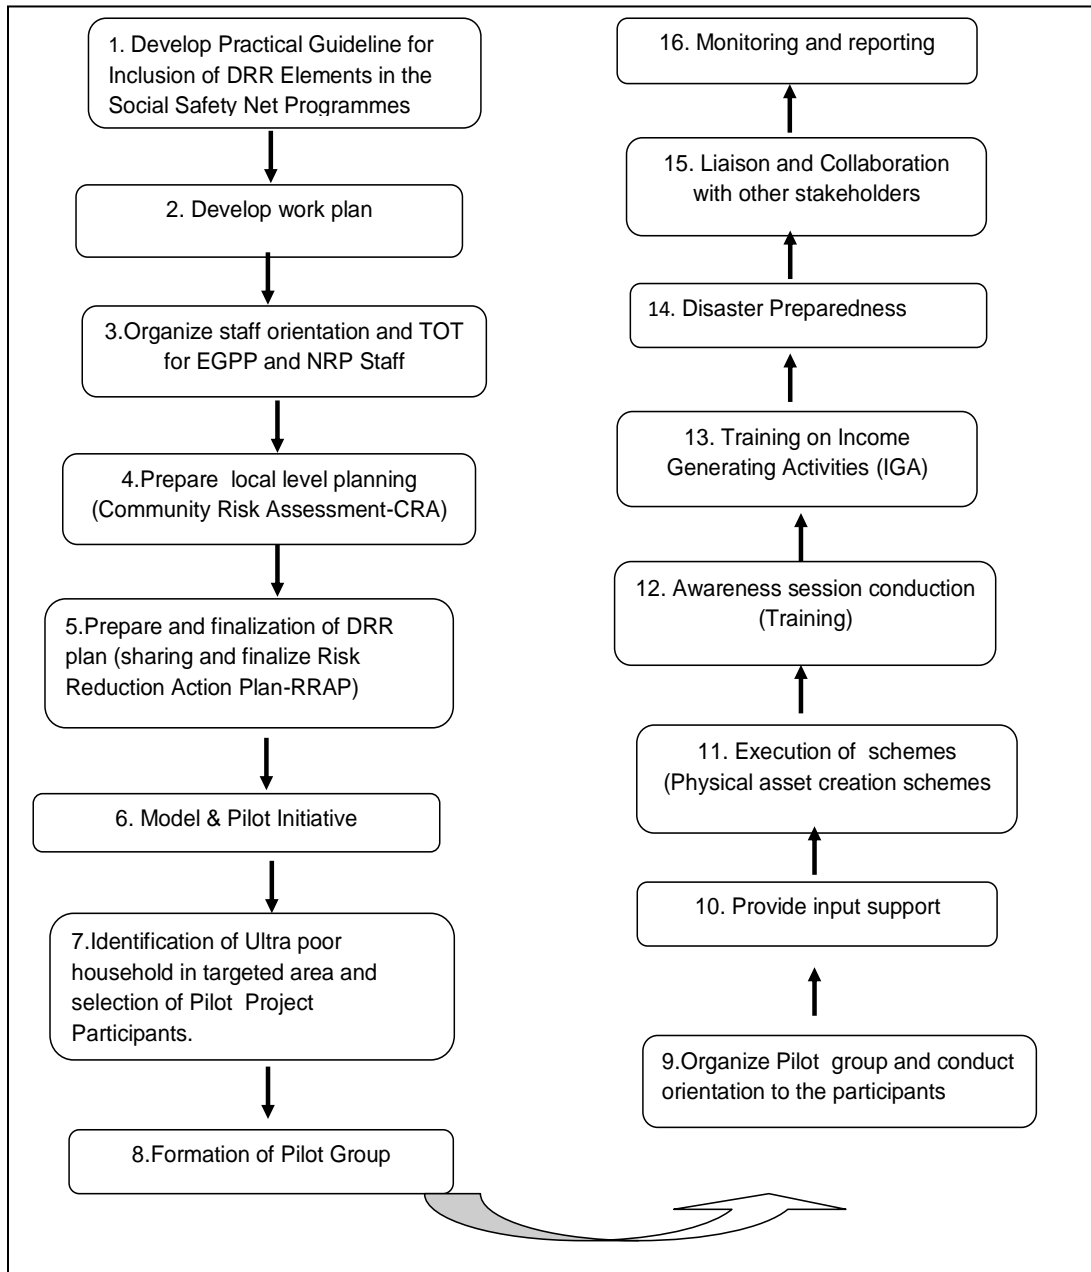 1. Develop Practical Guideline for
Inclusion of DRR Elements in the
Social Safety Net Programmes
2. Develop work plan
3.Organize staff orientation and TOT
for EGPP and NRP Staff
4.Prepare local level planning
(Community Risk Assessment-CRA)
5.Prepare and finalization of DRR
plan (sharing and finalize Risk
Reduction Action Plan-RRAP)
6. Model & Pilot Initiative
7.Identification of Ultra poor
household in targeted area and
selection of Pilot Project
Participants.
8.Formation of Pilot Group
9.Organize Pilot group and conduct
orientation to the participants
10. Provide input support
11. Execution of schemes
(Physical asset creation schemes
12. Awareness session conduction
(Training)
13. Training on Income
Generating Activities (IGA)
14. Disaster Preparedness
15. Liaison and Collaboration
with other stakeholders
16. Monitoring and reporting